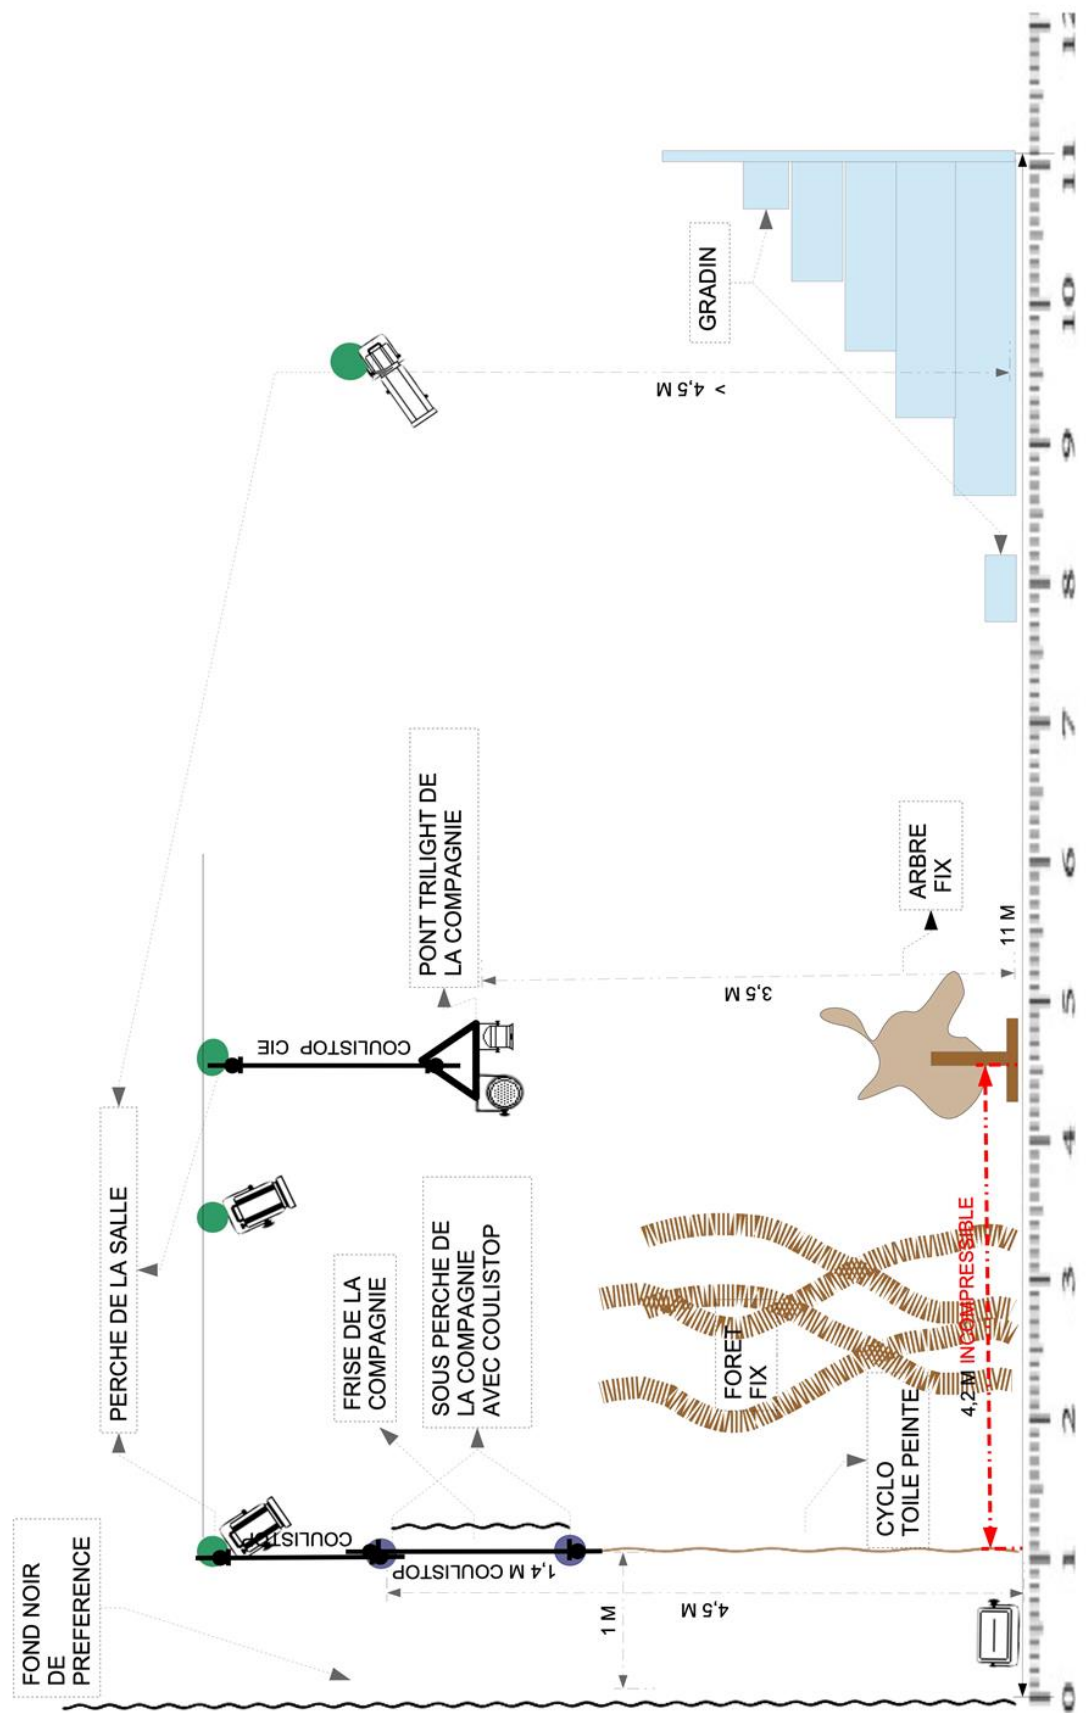 FOND NOIR
DE
PREFERENCE
PERCHE DE LA SALLE
COULISTOP
COULISTOP CIE
FRISE DE LA
COMPAGNIE
SOUS PERCHE DE
LA COMPAGNIE
AVEC COULISTOP
PONT TRILIGHT DE
LA COMPAGNIE
1,4 M COULISTOP
4,5 M
1 M
FORET
FIX
CYCLO
TOILE PEINTE
4,2 M INCOMPRESSIBLE
3,5 M
ARBRE
FIX
11 M
> 4,5 M
GRADIN
0 1 2 3 4 5 6 7 8 9 10 11 12